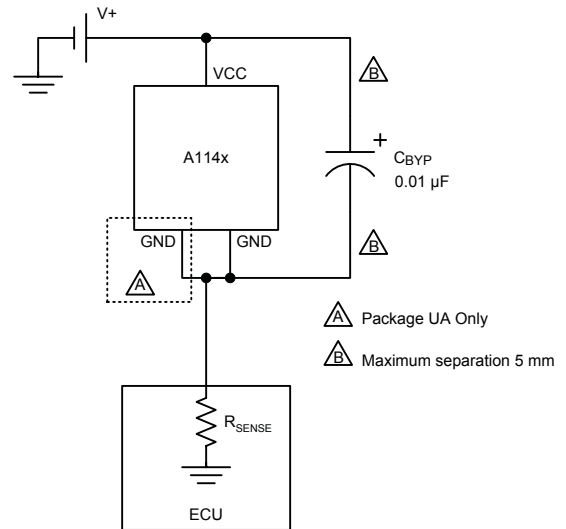 V+
VCC
B
A114x
+
CBYP
0.01 µF
GND GND
B
A
A Package UA Only
B Maximum separation 5 mm
RSENSE
ECU